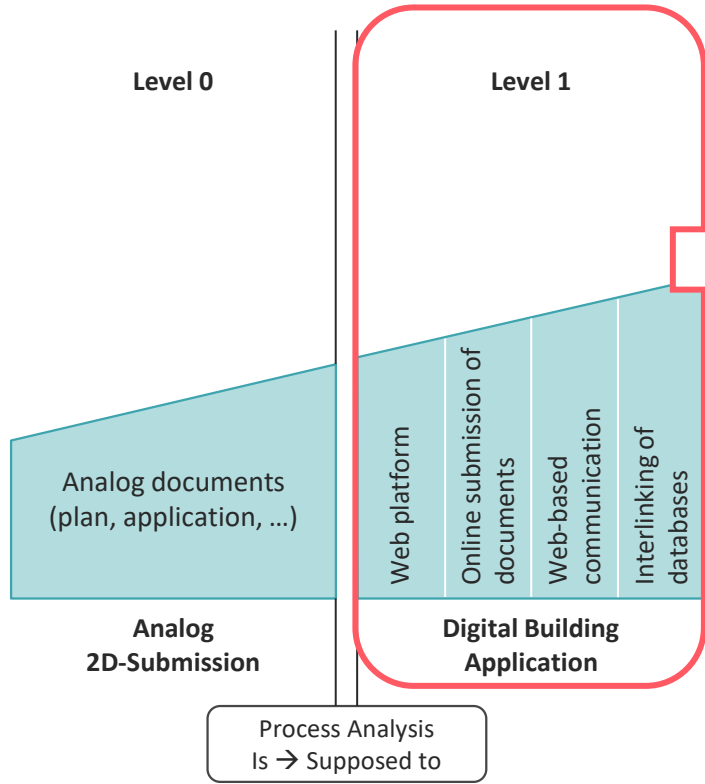 Level 0
Level 1
Analog documents
(plan, application, …)
Web platform
Online submission of
documents
Web-based
communication
Interlinking of
databases
Analog
2D-Submission
Digital Building
Application
Process Analysis
Is → Supposed to